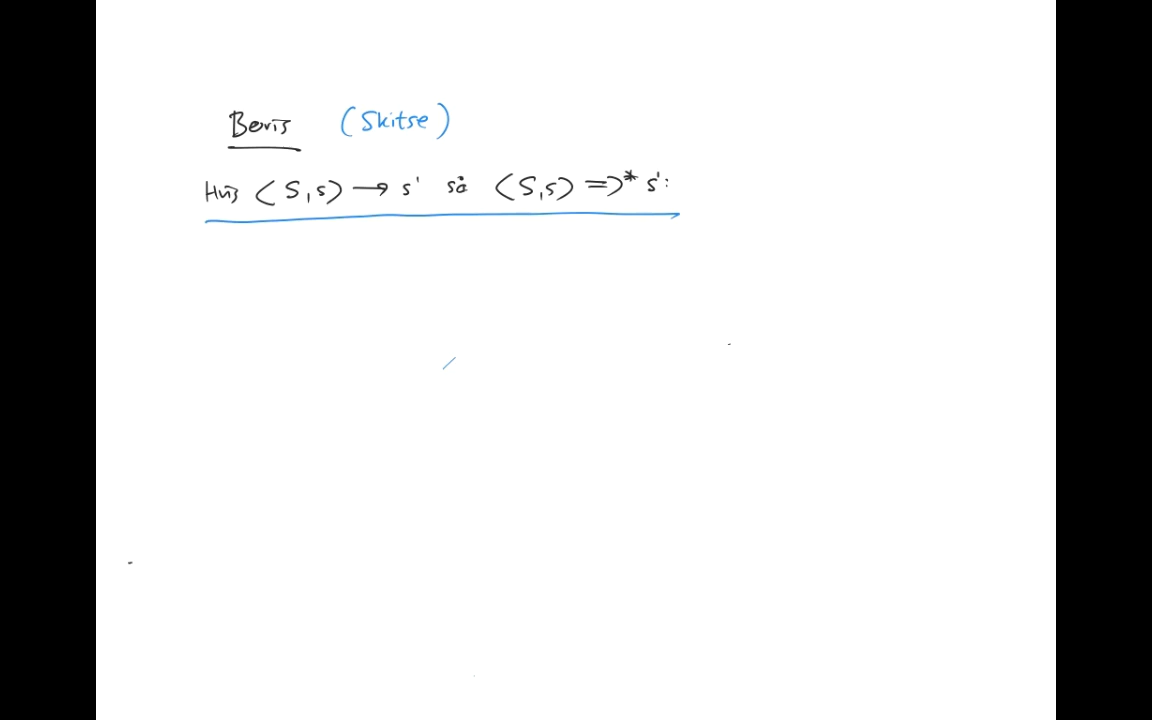 Bevis (Skitse)
Hvis ⟨S,s⟩ → s' så ⟨S,s⟩ =>* s':